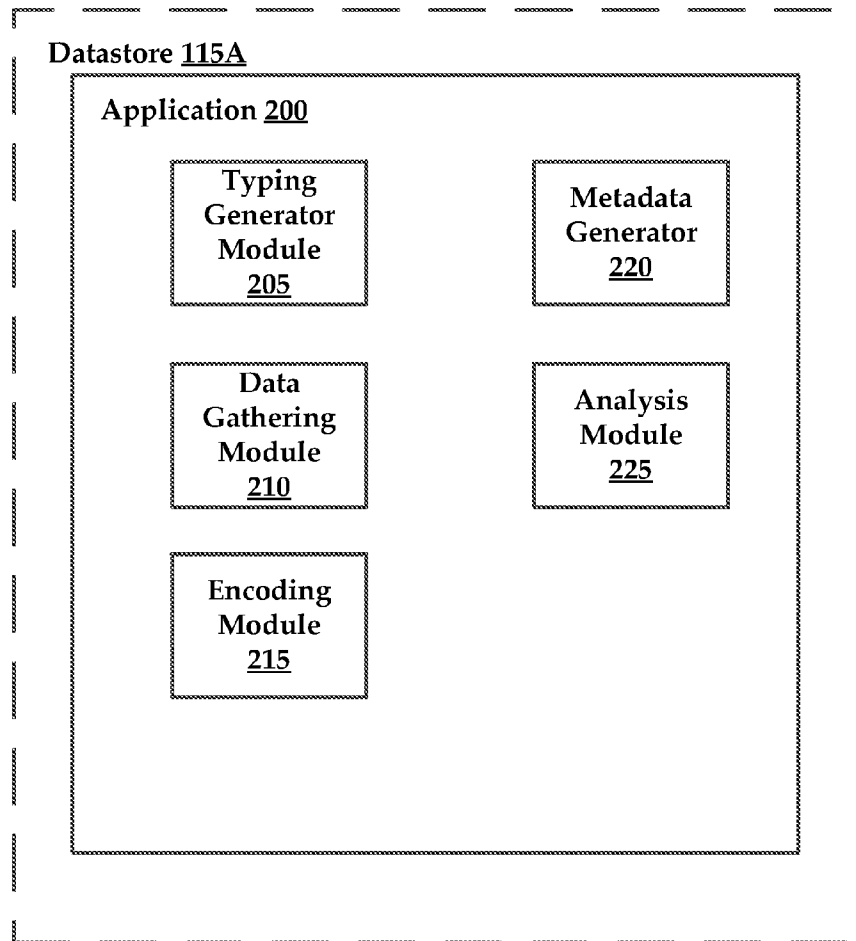 Datastore 115A
Application 200
Typing
Generator
Module
205
Metadata
Generator
220
Data
Gathering
Module
210
Analysis
Module
225
Encoding
Module
215